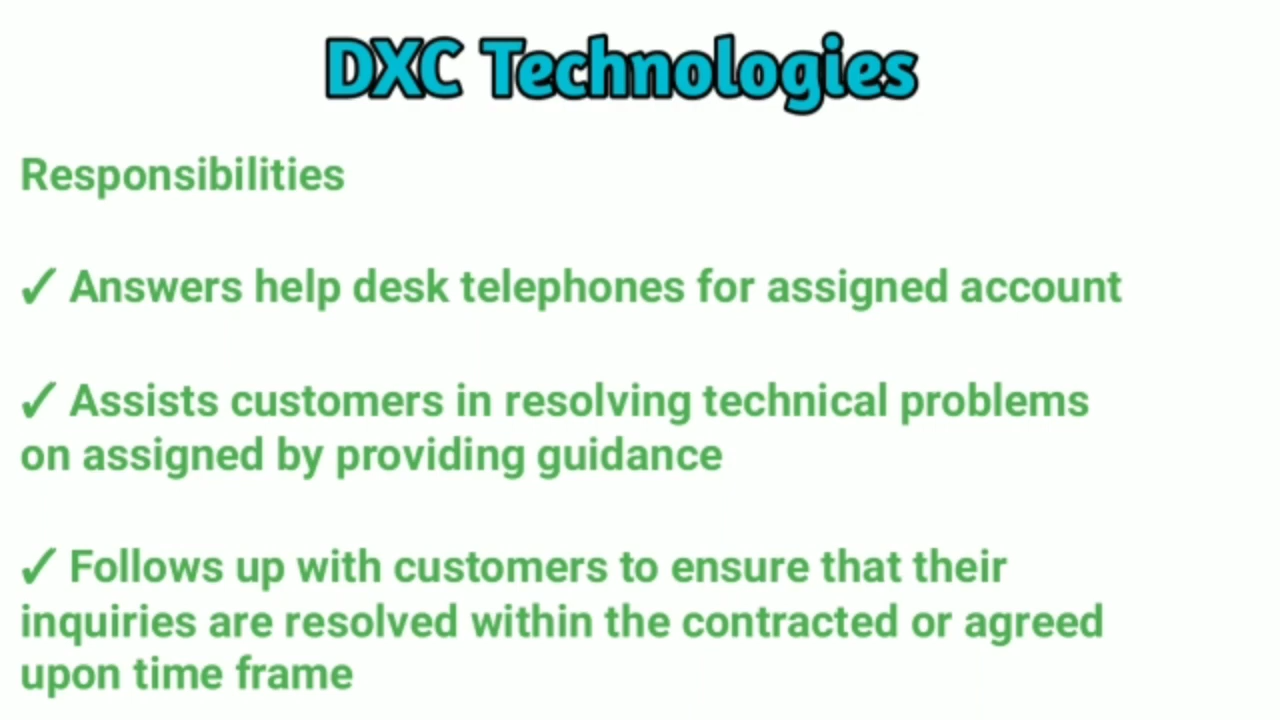 DXC Technologies
Responsibilities
✓ Answers help desk telephones for assigned account
✓ Assists customers in resolving technical problems
on assigned by providing guidance
✓ Follows up with customers to ensure that their
inquiries are resolved within the contracted or agreed
upon time frame